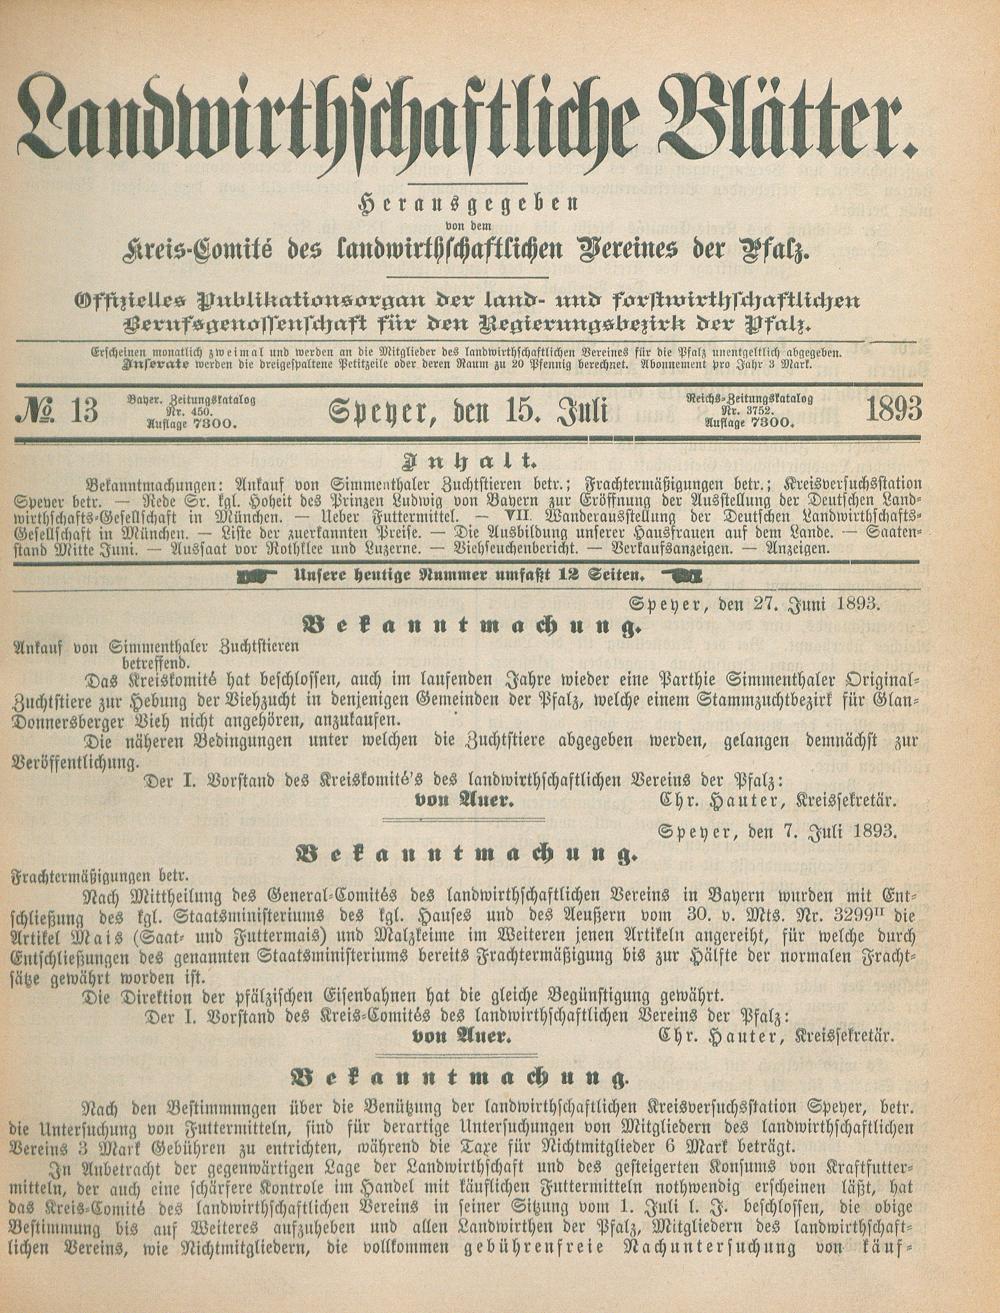 Landwirthschaftliche Blätter.
Herausgegeben
von dem
Kreis-Comité des landwirthschaftlichen Vereines der Pfalz.
Offizielles Publikationsorgan der land- und forstwirthschaftlichen
Berufsgenossenschaft für den Regierungsbezirk der Pfalz.
Erscheinen monatlich zweimal und werden an die Mitglieder des landwirthschaftlichen Vereines für die Pfalz unentgeltlich abgegeben.
Inserate werden die dreigespaltene Petitzeile oder deren Raum zu 20 Pfennig berechnet. Abonnement pro Jahr 3 Mark.
No. 13
Bayer. Zeitungskatalog
Nr. 450.
Auflage 7300.
Speyer, den 15. Juli
Reichs-Zeitungskatalog
Nr. 3752.
Auflage 7300.
1893
Inhalt.
Bekanntmachungen: Ankauf von Simmenthaler Zuchtstieren betr.; Frachtermäßigungen betr.; Kreisversuchsstation
Speyer betr. — Rede Sr. kgl. Hoheit des Prinzen Ludwig von Bayern zur Eröffnung der Ausstellung der Deutschen Land-
wirthschafts-Gesellschaft in München. — Ueber Futtermittel. — VII. Wanderausstellung der Deutschen Landwirthschafts-
Gesellschaft in München. — Liste der zuerkannten Preise. — Die Ausbildung unserer Hausfrauen auf dem Lande. — Saaten-
stand Mitte Juni. — Aussaat vor Rothklee und Luzerne. — Viehseuchenbericht. — Verkaufsanzeigen. — Anzeigen.
Unsere heutige Nummer umfaßt 12 Seiten.
Speyer, den 27. Juni 1893.
Bekanntmachung.
Ankauf von Simmenthaler Zuchtstieren
betreffend.
Das Kreiskomité hat beschlossen, auch im laufenden Jahre wieder eine Parthie Simmenthaler Original-
Zuchtstiere zur Hebung der Viehzucht in denjenigen Gemeinden der Pfalz, welche einem Stammzuchtbezirk für Glan-
Donnersberger Vieh nicht angehören, anzukaufen.
Die näheren Bedingungen unter welchen die Zuchtstiere abgegeben werden, gelangen demnächst zur
Veröffentlichung.
Der I. Vorstand des Kreiskomité's des landwirthschaftlichen Vereins der Pfalz:
von Auer. Chr. Hauter, Kreissekretär.
Speyer, den 7. Juli 1893.
Bekanntmachung.
Frachtermäßigungen betr.
Nach Mittheilung des General-Comités des landwirthschaftlichen Vereins in Bayern wurden mit Ent-
schließung des kgl. Staatsministeriums des kgl. Hauses und des Aeußern vom 30. v. Mts. Nr. 3299II die
Artikel Mais (Saat- und Futtermais) und Malzkeime im Weiteren jenen Artikeln angereiht, für welche durch
Entschließungen des genannten Staatsministeriums bereits Frachtermäßigung bis zur Hälfte der normalen Fracht-
sätze gewährt worden ist.
Die Direktion der pfälzischen Eisenbahnen hat die gleiche Begünstigung gewährt.
Der I. Vorstand des Kreis-Comités des landwirthschaftlichen Vereins der Pfalz:
von Auer. Chr. Hauter, Kreissekretär.
Bekanntmachung.
Nach den Bestimmnngen über die Benützung der landwirthschaftlichen Kreisversuchsstation Speyer, betr.
die Untersuchung von Futtermitteln, sind für derartige Untersuchungen von Mitgliedern des landwirthschaftlichen
Vereins 3 Mark Gebühren zu entrichten, während die Taxe für Nichtmitglieder 6 Mark beträgt.
In Anbetracht der gegenwärtigen Lage der Landwirthschaft und des gesteigerten Konsums von Kraftfutter-
mitteln, der auch eine schärfere Kontrole im Handel mit käuflichen Futtermitteln nothwendig erscheinen läßt, hat
das Kreis-Comité des landwirthschaftlichen Vereins in seiner Sitzung vom 1. Juli l. J. beschlossen, die obige
Bestimmung bis auf Weiteres aufzuheben und allen Landwirthen der Pfalz, Mitgliedern des landwirthschaft-
lichen Vereins, wie Nichtmitgliedern, die vollkommen gebührenfreie Nachuntersuchung von käuf-